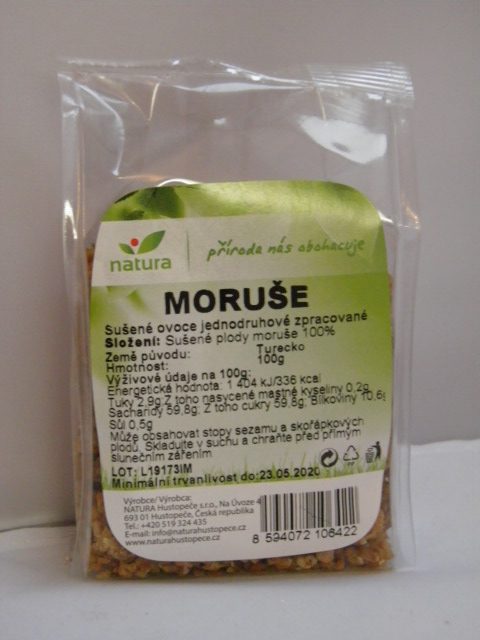 natura
příroda nás obohacuje
MORUŠE
Sušené ovoce jednodruhové zpracované
Složení: Sušené plody moruše 100%
Země původu: Turecko
Hmotnost: 100g
Výživové údaje na 100g:
Energetická hodnota: 1 404 kJ/336 kcal
Tuky 2,9g Z toho nasycené mastné kyseliny 0,2g
Sacharidy 59,8g: Z toho cukry 59,8g, Bílkoviny 10,6g
Sůl 0,5g
Může obsahovat stopy sezamu a skořápkových
plodů. Skladujte v suchu a chraňte před přímým
slunečním zářením
LOT: L19173IM
Minimální trvanlivost do:23.05.2020
Výrobce/ Výrobca:
NATURA Hustopeče s.r.o., Na Úvoze 4
693 01 Hustopeče, Česká republika
Tel.: +420 519 324 435
E-mail: info@naturahustopece.cz
www.naturahustopece.cz
8 594072 106422